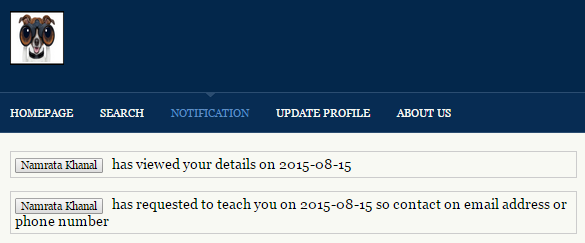 HOMEPAGE SEARCH NOTIFICATION UPDATE PROFILE ABOUT US
Namrata Khanal has viewed your details on 2015-08-15
Namrata Khanal has requested to teach you on 2015-08-15 so contact on email address or
phone number